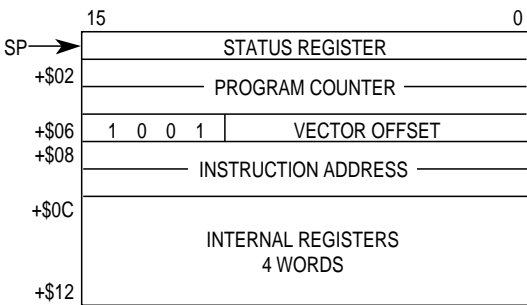 15 0
SP STATUS REGISTER
+$02 PROGRAM COUNTER
+$06 1 0 0 1 VECTOR OFFSET
+$08 INSTRUCTION ADDRESS
+$0C
INTERNAL REGISTERS
4 WORDS
+$12